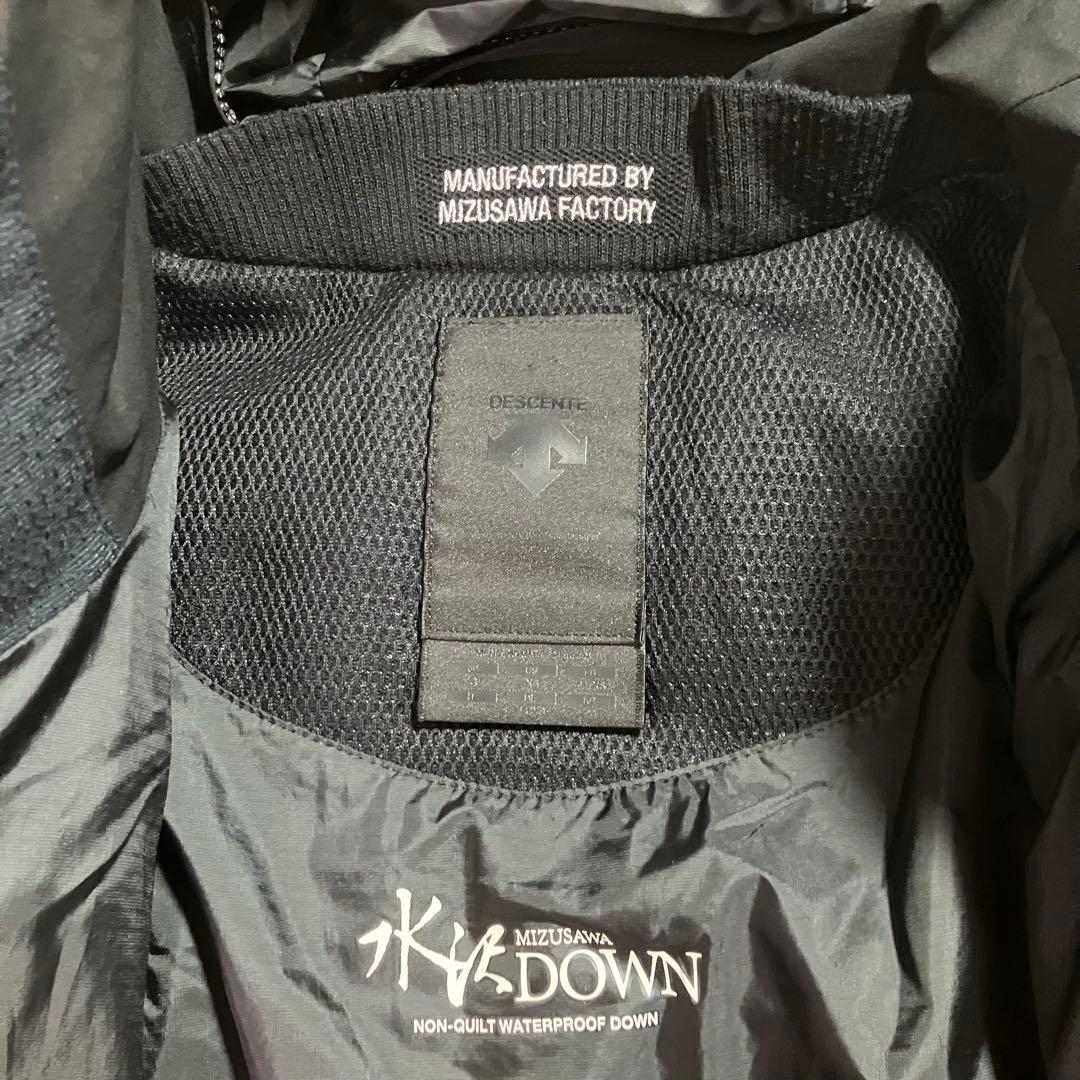 MANUFACTURED BY
MIZUSAWA FACTORY
DESCENTE
水沢 MIZUSAWA
DOWN
NON-QUILT WATERPROOF DOWN